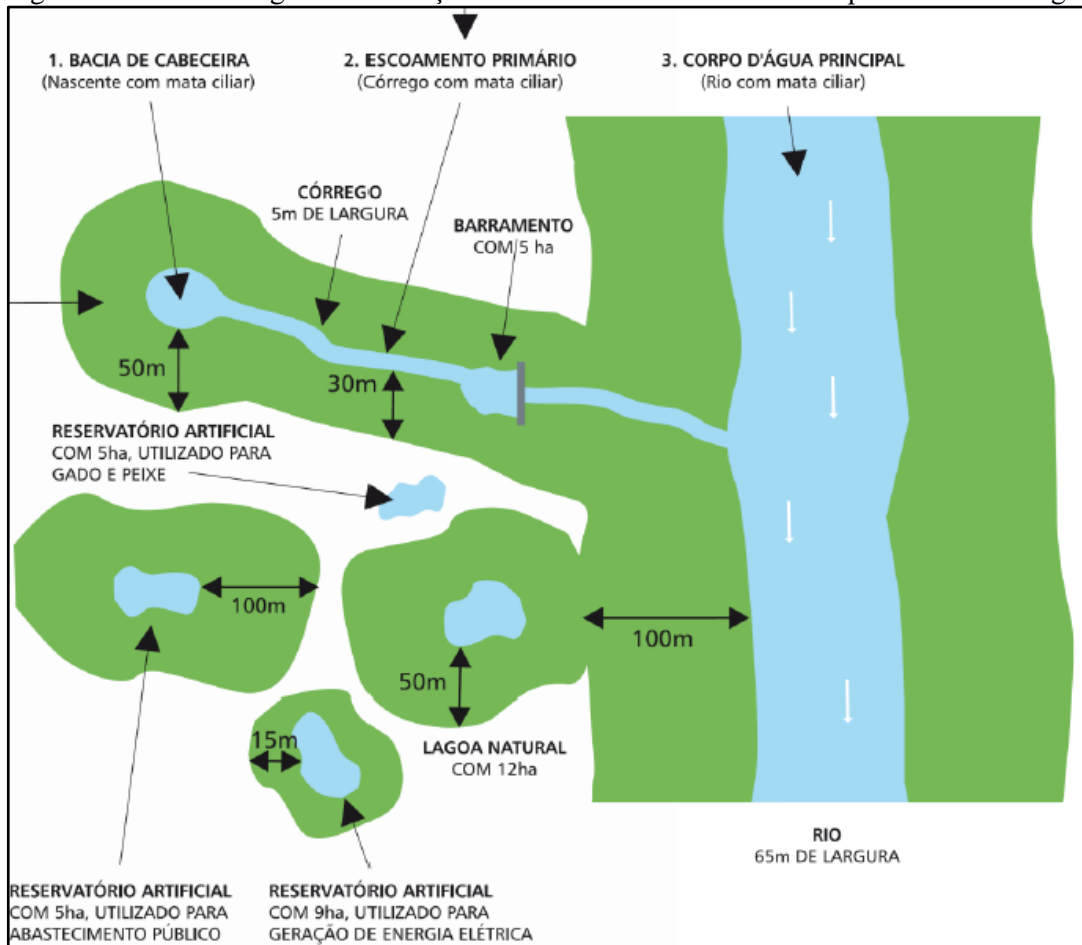 1. BACIA DE CABECEIRA
(Nascente com mata ciliar)
2. ESCOAMENTO PRIMÁRIO
(Córrego com mata ciliar)
3. CORPO D'ÁGUA PRINCIPAL
(Rio com mata ciliar)
CÓRREGO
5m DE LARGURA
BARRAMENTO
COM 5 ha
50m
30m
RESERVATÓRIO ARTIFICIAL
COM 5ha, UTILIZADO PARA
GADO E PEIXE
100m
100m
50m
15m
LAGOA NATURAL
COM 12ha
RIO
65m DE LARGURA
RESERVATÓRIO ARTIFICIAL
COM 5ha, UTILIZADO PARA
ABASTECIMENTO PÚBLICO
RESERVATÓRIO ARTIFICIAL
COM 9ha, UTILIZADO PARA
GERAÇÃO DE ENERGIA ELÉTRICA